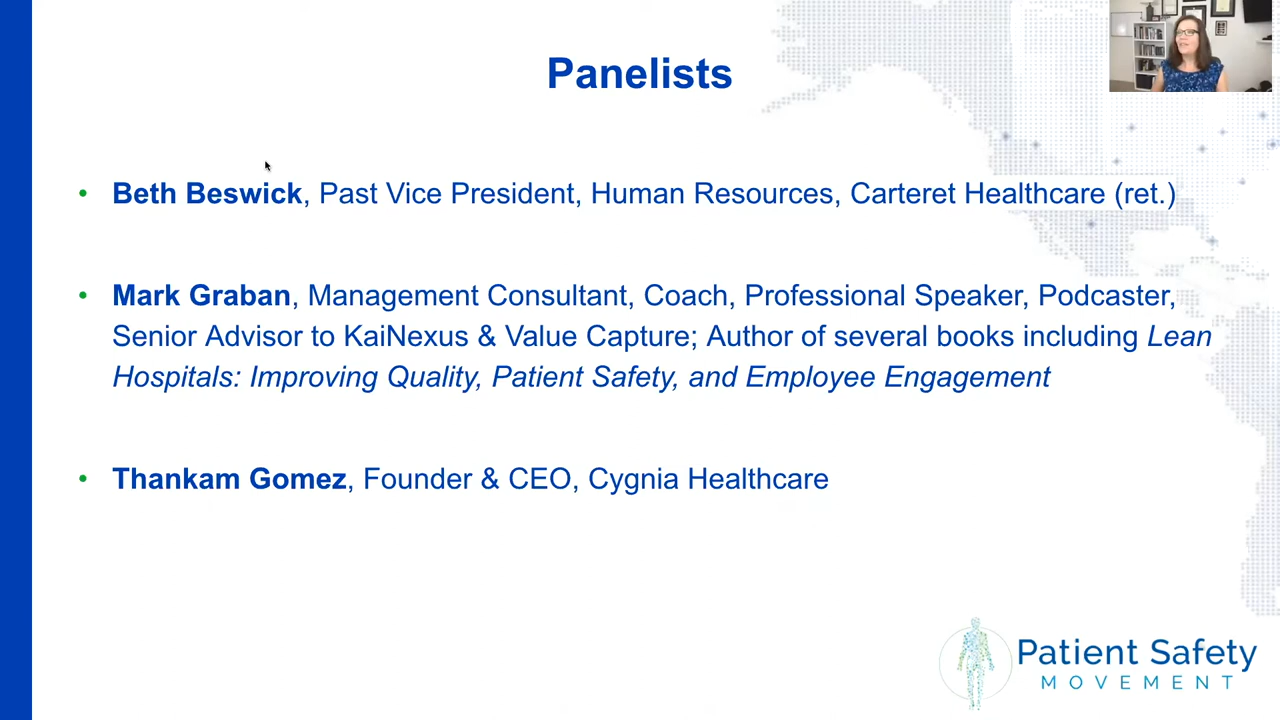 Panelists
• Beth Beswick, Past Vice President, Human Resources, Carteret Healthcare (ret.)
• Mark Graban, Management Consultant, Coach, Professional Speaker, Podcaster,
Senior Advisor to KaiNexus & Value Capture; Author of several books including Lean
Hospitals: Improving Quality, Patient Safety, and Employee Engagement
• Thankam Gomez, Founder & CEO, Cygnia Healthcare
Patient Safety
MOVEMENT